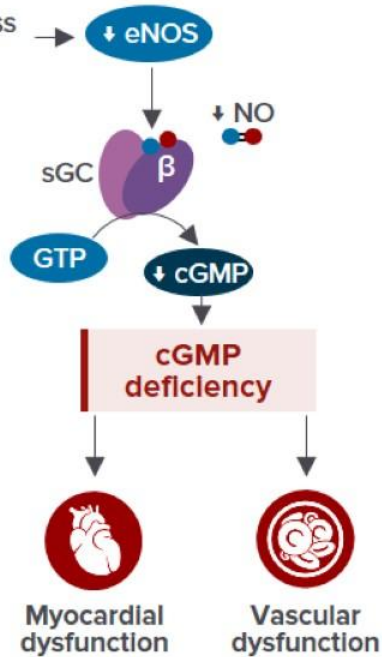 ↓ eNOS
↓ NO
sGC
β
GTP
↓ cGMP
cGMP
deficiency
Myocardial
dysfunction
Vascular
dysfunction